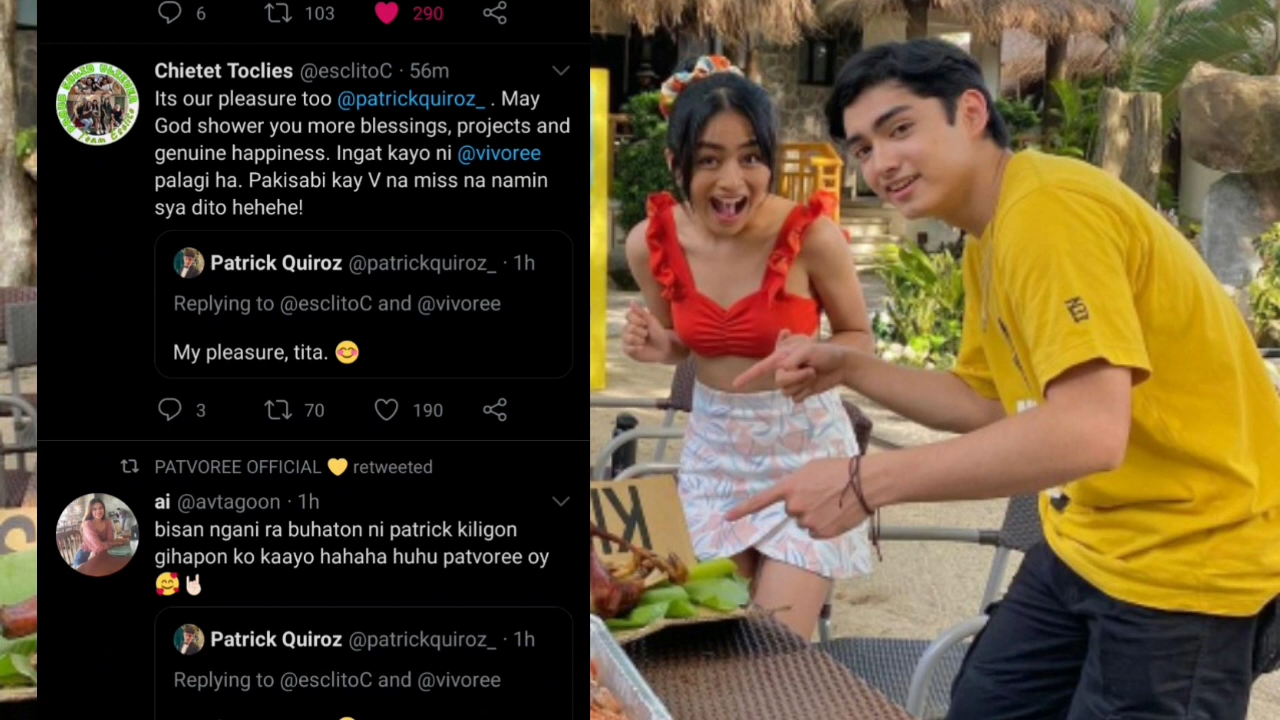 6 103 290
Chietet Toclies @esclitoC · 56m
Its our pleasure too @patrickquiroz_ . May
God shower you more blessings, projects and
genuine happiness. Ingat kayo ni @vivoree
palagi ha. Pakisabi kay V na miss na namin
sya dito hehehe!
Patrick Quiroz @patrickquiroz_ · 1h
Replying to @esclitoC and @vivoree
My pleasure, tita. 😊
3 70 190
PATVOREE OFFICIAL 💛 retweeted
ai @avtagoon · 1h
bisan ngani ra buhaton ni patrick kiligon
gihapon ko kaayo hahaha huhu patvoree oy
🥰🤘🏻
Patrick Quiroz @patrickquiroz_ · 1h
Replying to @esclitoC and @vivoree